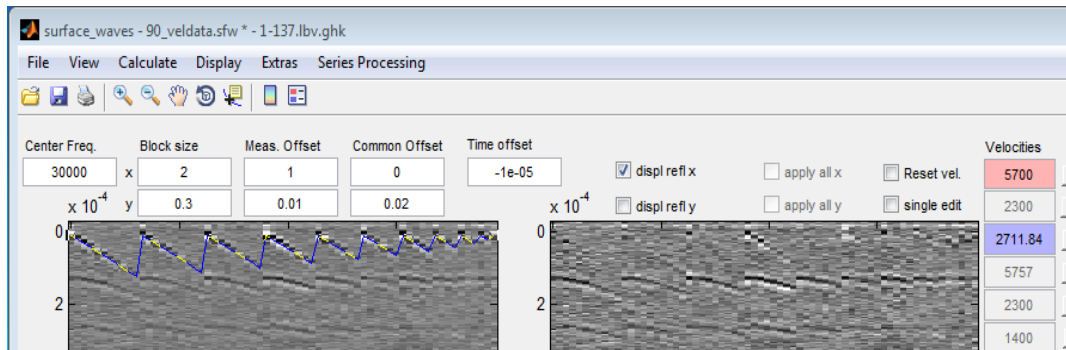 surface_waves - 90_veldata.sfw * - 1-137.lbv.ghk
File View Calculate Display Extras Series Processing
Center Freq. Block size Meas. Offset Common Offset Time offset Velocities
30000 x 2 1 0 -1e-05 displ refl x apply all x Reset vel. 5700
x 10^-4 y 0.3 0.01 0.02 x 10^-4 displ refl y apply all y single edit 2300
0 0 2711.84
5757
2 2 2300
1400